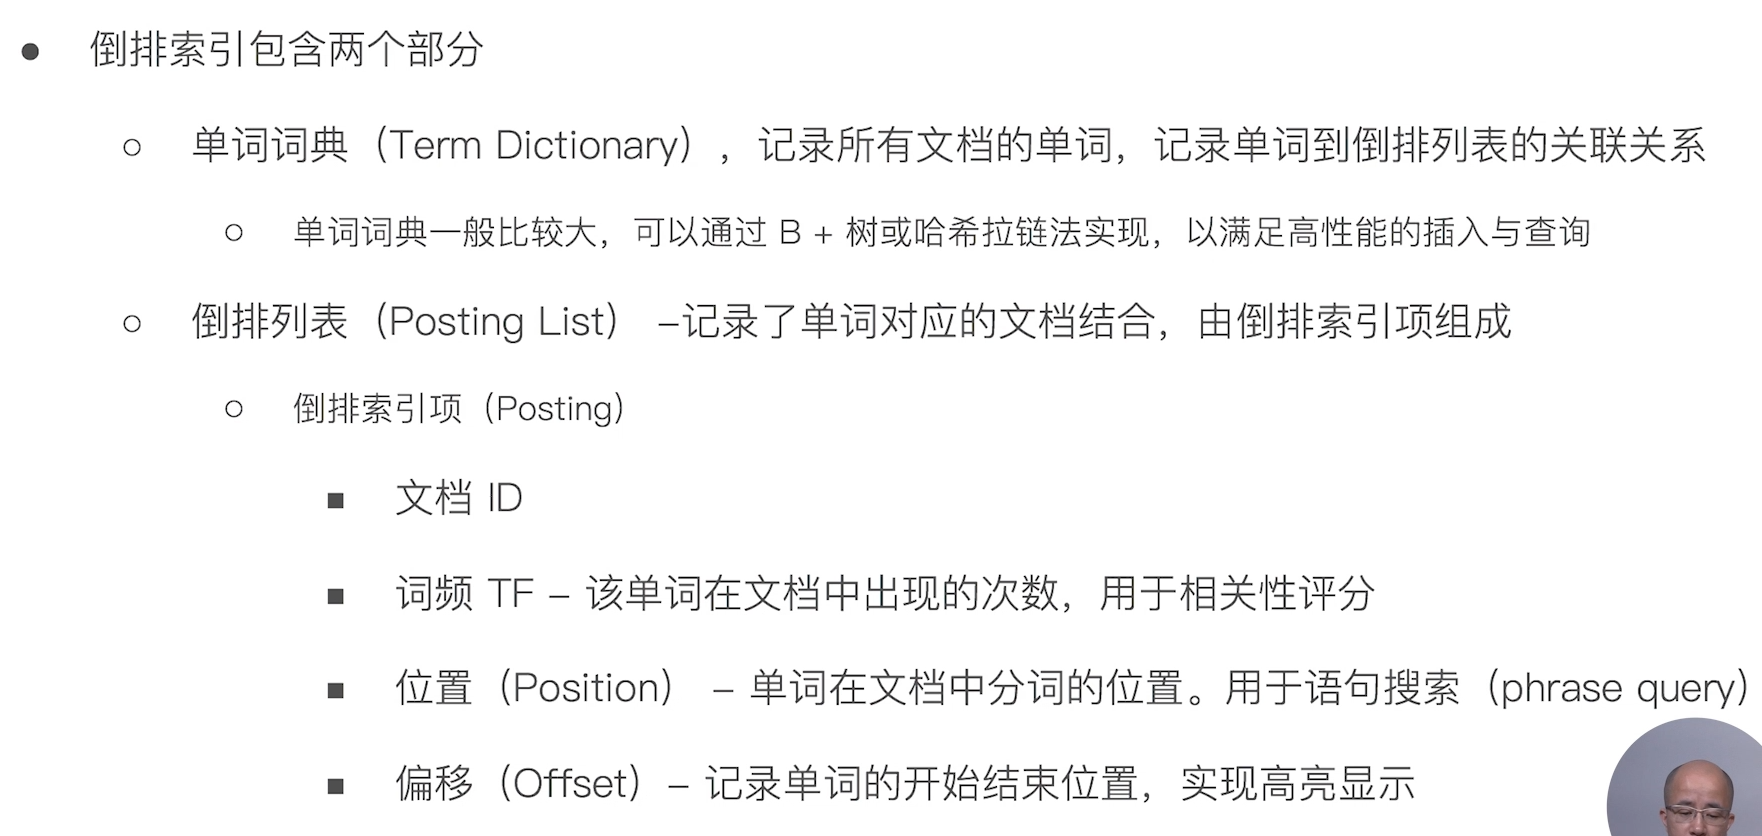 倒排索引包含两个部分
单词词典（Term Dictionary），记录所有文档的单词，记录单词到倒排列表的关联关系
单词词典一般比较大，可以通过 B + 树或哈希拉链法实现，以满足高性能的插入与查询
倒排列表（Posting List） –记录了单词对应的文档结合，由倒排索引项组成
倒排索引项（Posting）
文档 ID
词频 TF – 该单词在文档中出现的次数，用于相关性评分
位置（Position） – 单词在文档中分词的位置。用于语句搜索（phrase query）
偏移（Offset）– 记录单词的开始结束位置，实现高亮显示